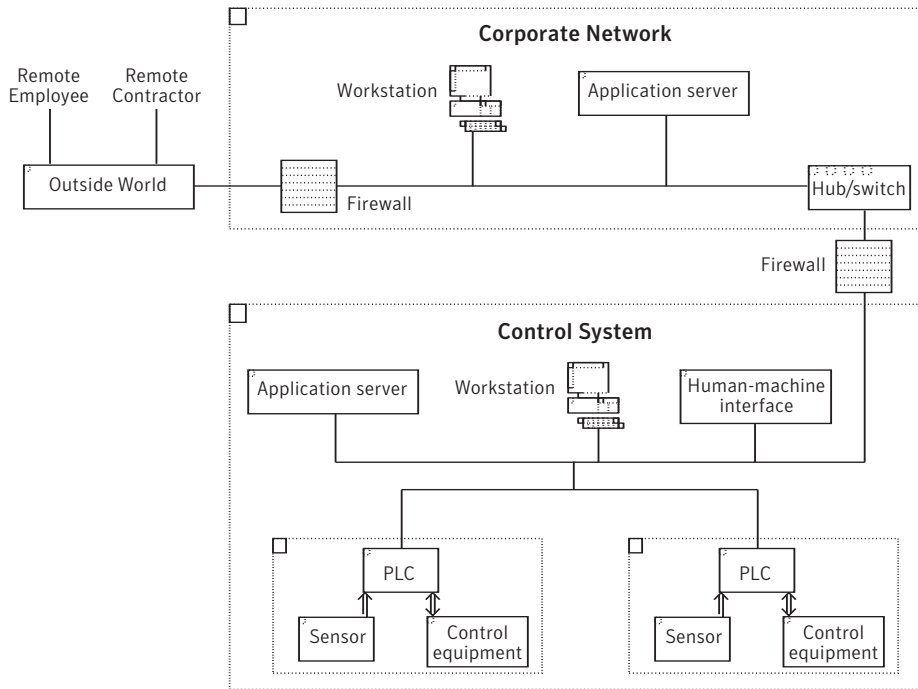 Corporate Network
Remote
Employee
Remote
Contractor
Workstation
Application server
Outside World
Firewall
Hub/switch
Firewall
Control System
Application server
Workstation
Human-machine
interface
PLC
Sensor
Control
equipment
PLC
Sensor
Control
equipment